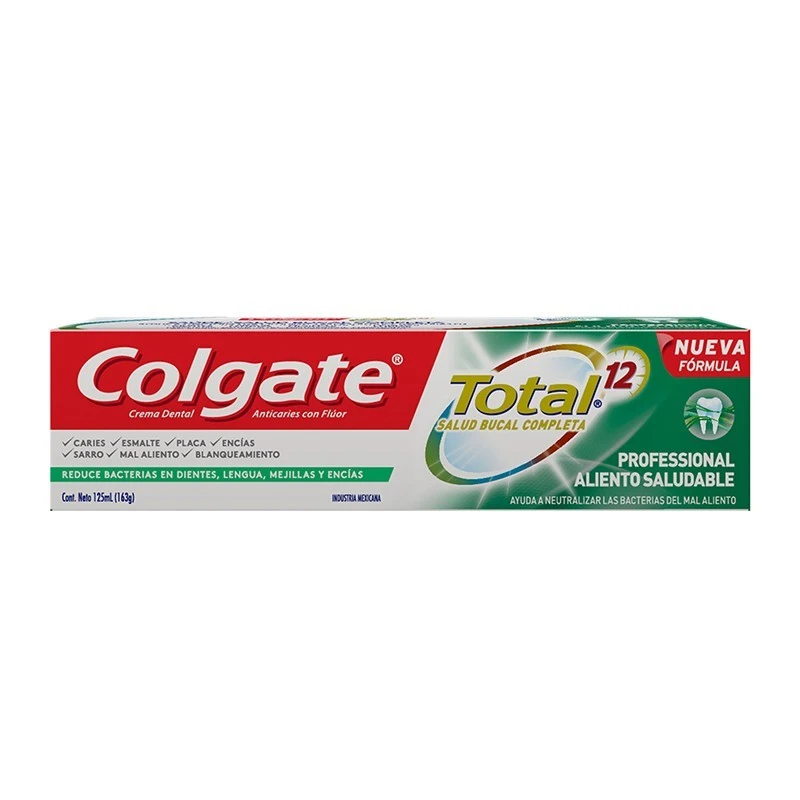 Colgate®
Crema Dental Anticaries con Flúor
✓CARIES ✓ESMALTE ✓PLACA ✓ENCÍAS
✓SARRO ✓MAL ALIENTO ✓BLANQUEAMIENTO
REDUCE BACTERIAS EN DIENTES, LENGUA, MEJILLAS Y ENCÍAS
Cont. Neto 125mL (163g)
INDUSTRIA MEXICANA
Total®12
SALUD BUCAL COMPLETA
NUEVA
FÓRMULA
PROFESSIONAL
ALIENTO SALUDABLE
AYUDA A NEUTRALIZAR LAS BACTERIAS DEL MAL ALIENTO